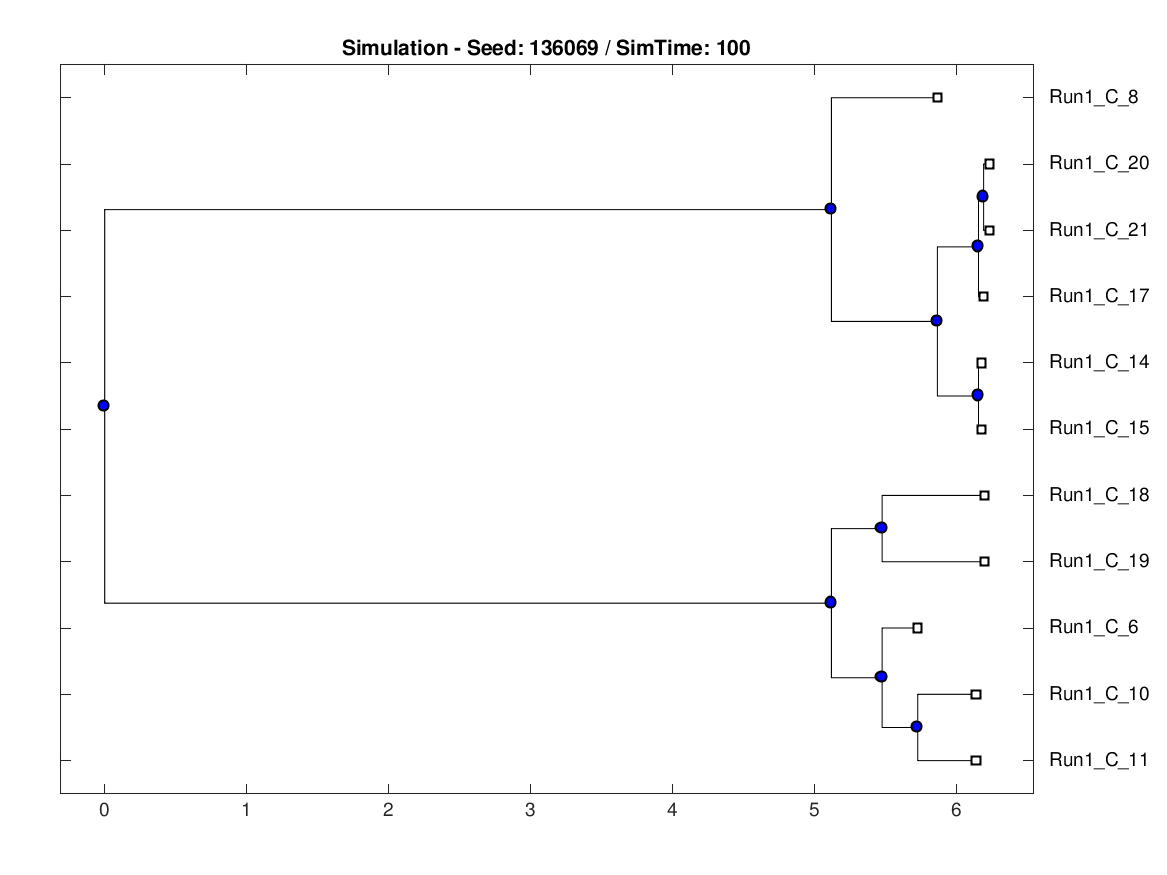 Simulation - Seed: 136069 / SimTime: 100
Run1_C_8
Run1_C_20
Run1_C_21
Run1_C_17
Run1_C_14
Run1_C_15
Run1_C_18
Run1_C_19
Run1_C_6
Run1_C_10
Run1_C_11
0 1 2 3 4 5 6